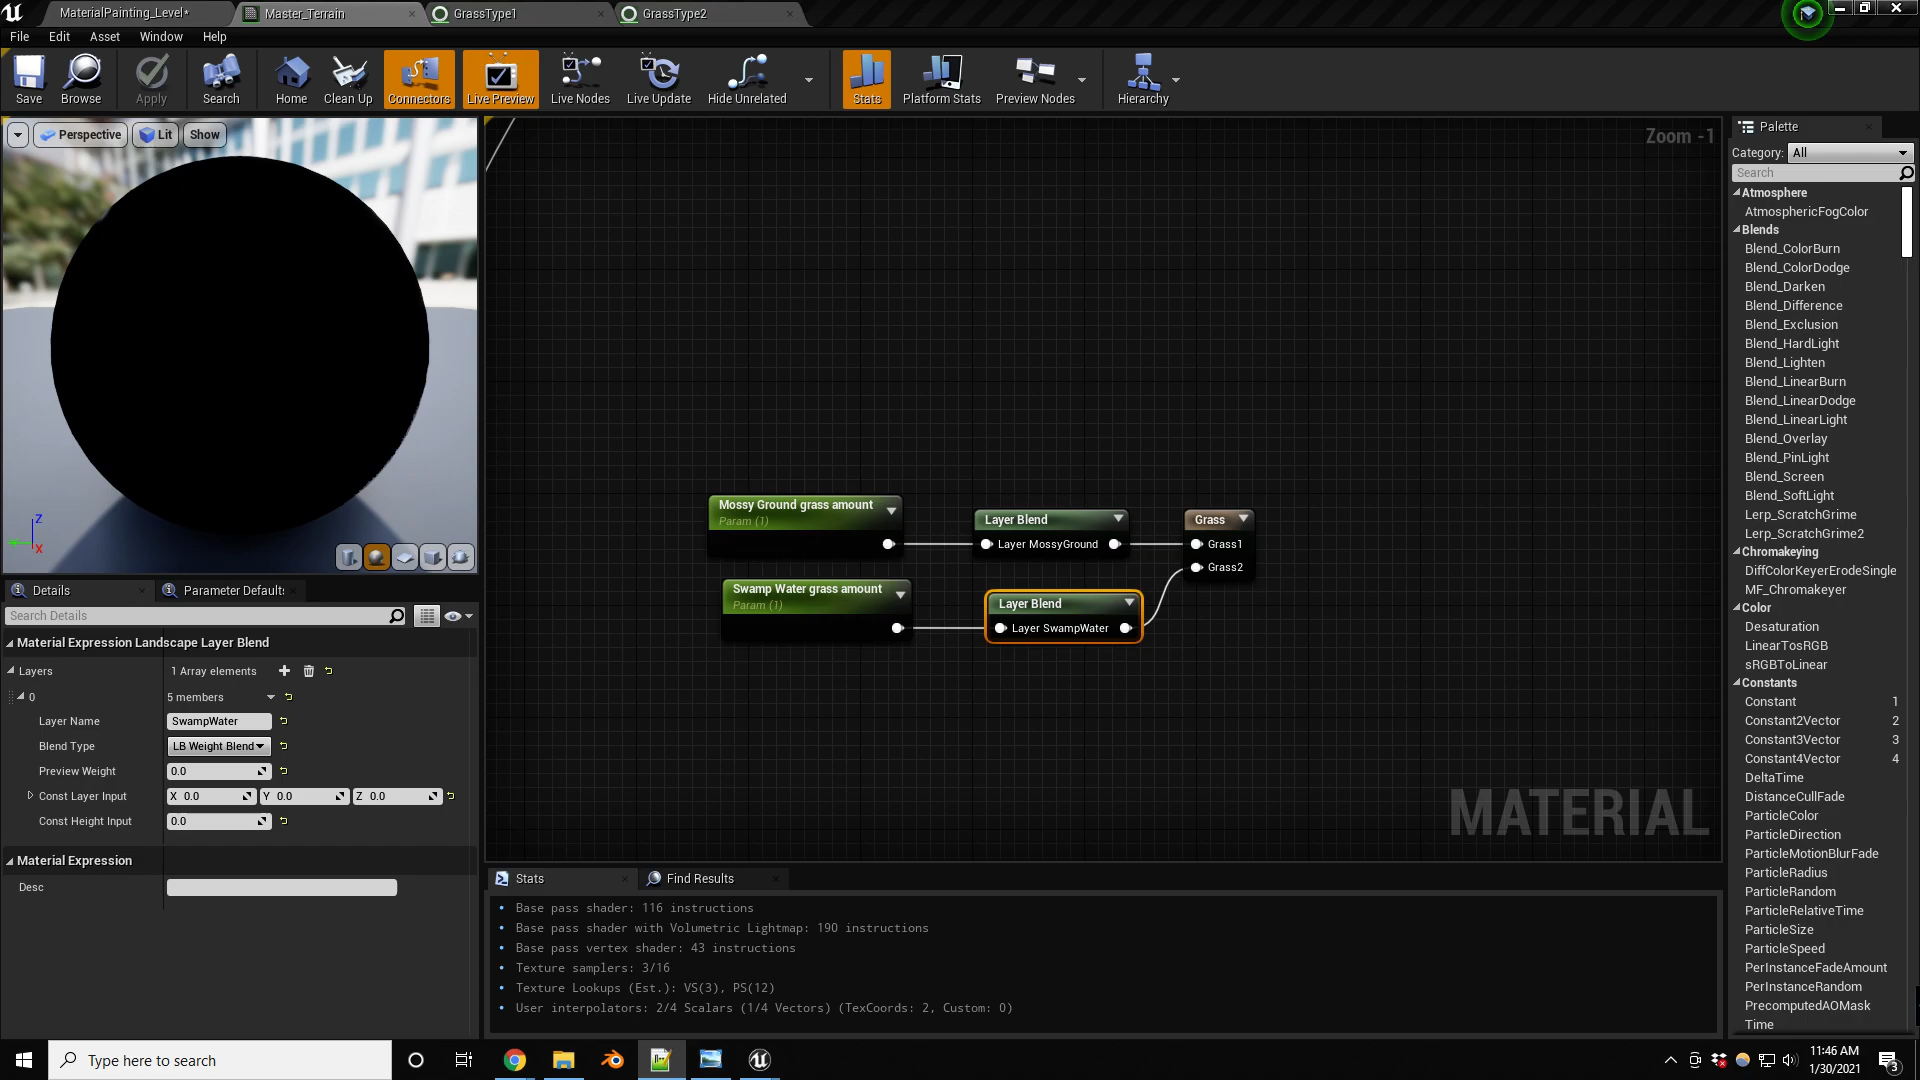 MaterialPainting_Level*
Master_Terrain
GrassType1
GrassType2
File
Edit
Asset
Window
Help
Save
Browse
Apply
Search
Home
Clean Up
Connectors
Live Preview
Live Nodes
Live Update
Hide Unrelated
Stats
Platform Stats
Preview Nodes
Hierarchy
Perspective
Lit
Show
Z
X
Zoom -1
Mossy Ground grass amount
Param (1)
Layer Blend
Layer MossyGround
Grass
Grass1
Grass2
Swamp Water grass amount
Param (1)
Layer Blend
Layer SwampWater
MATERIAL
Details
Parameter Default
Search Details
Material Expression Landscape Layer Blend
Layers
1 Array elements
0
5 members
Layer Name
SwampWater
Blend Type
LB Weight Blend
Preview Weight
0.0
Const Layer Input
X 0.0
Y 0.0
Z 0.0
Const Height Input
0.0
Material Expression
Desc
Stats
Find Results
• Base pass shader: 116 instructions
• Base pass shader with Volumetric Lightmap: 190 instructions
• Base pass vertex shader: 43 instructions
• Texture samplers: 3/16
• Texture Lookups (Est.): VS(3), PS(12)
• User interpolators: 2/4 Scalars (1/4 Vectors) (TexCoords: 2, Custom: 0)
Palette
Category:
All
Search
Atmosphere
AtmosphericFogColor
Blends
Blend_ColorBurn
Blend_ColorDodge
Blend_Darken
Blend_Difference
Blend_Exclusion
Blend_HardLight
Blend_Lighten
Blend_LinearBurn
Blend_LinearDodge
Blend_LinearLight
Blend_Overlay
Blend_PinLight
Blend_Screen
Blend_SoftLight
Lerp_ScratchGrime
Lerp_ScratchGrime2
Chromakeying
DiffColorKeyerErodeSingle
MF_Chromakeyer
Color
Desaturation
LinearTosRGB
sRGBToLinear
Constants
Constant 1
Constant2Vector 2
Constant3Vector 3
Constant4Vector 4
DeltaTime
DistanceCullFade
ParticleColor
ParticleDirection
ParticleMotionBlurFade
ParticleRadius
ParticleRandom
ParticleRelativeTime
ParticleSize
ParticleSpeed
PerInstanceFadeAmount
PerInstanceRandom
PrecomputedAOMask
Time
Type here to search
11:46 AM
1/30/2021
3